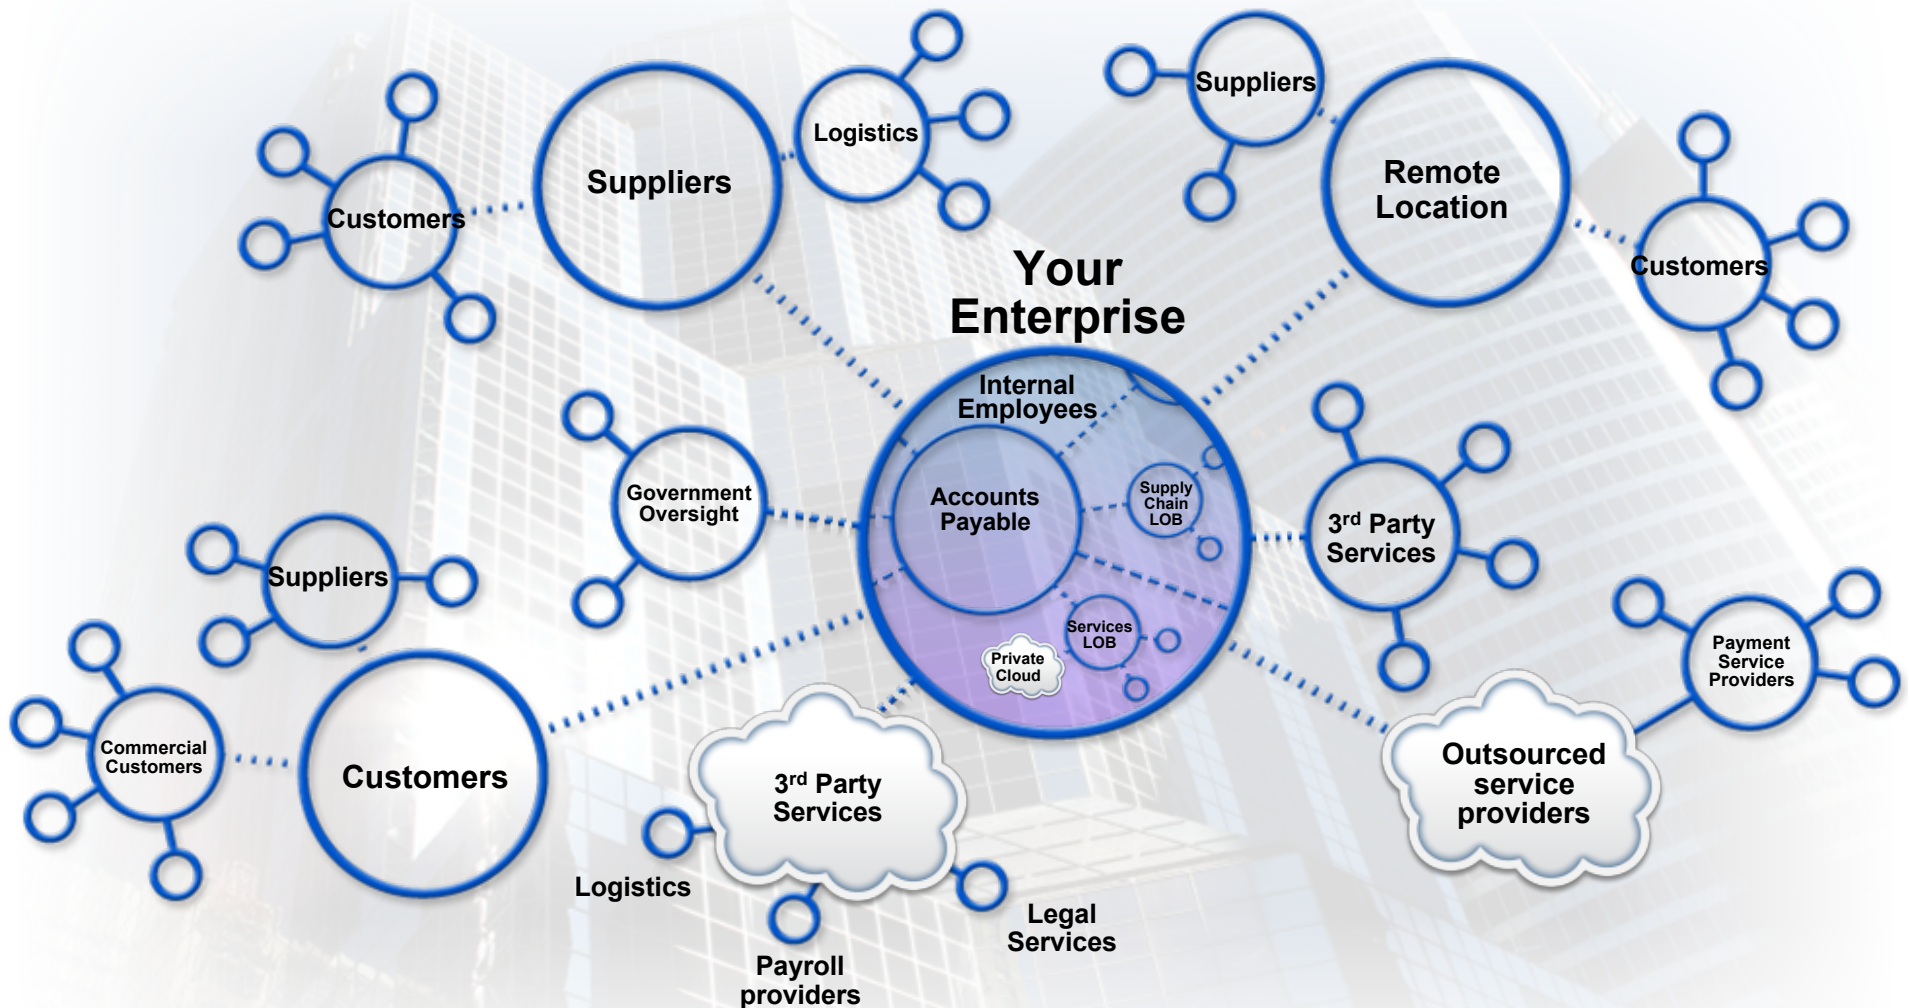 Suppliers
Logistics
Customers
Suppliers
Remote
Location
Customers
Your
Enterprise
Internal
Employees
Accounts
Payable
Supply
Chain
LOB
Services
LOB
Private
Cloud
Government
Oversight
3rd Party
Services
Suppliers
Commercial
Customers
Customers
3rd Party
Services
Logistics
Payroll
providers
Legal
Services
Outsourced
service
providers
Payment
Service
Providers